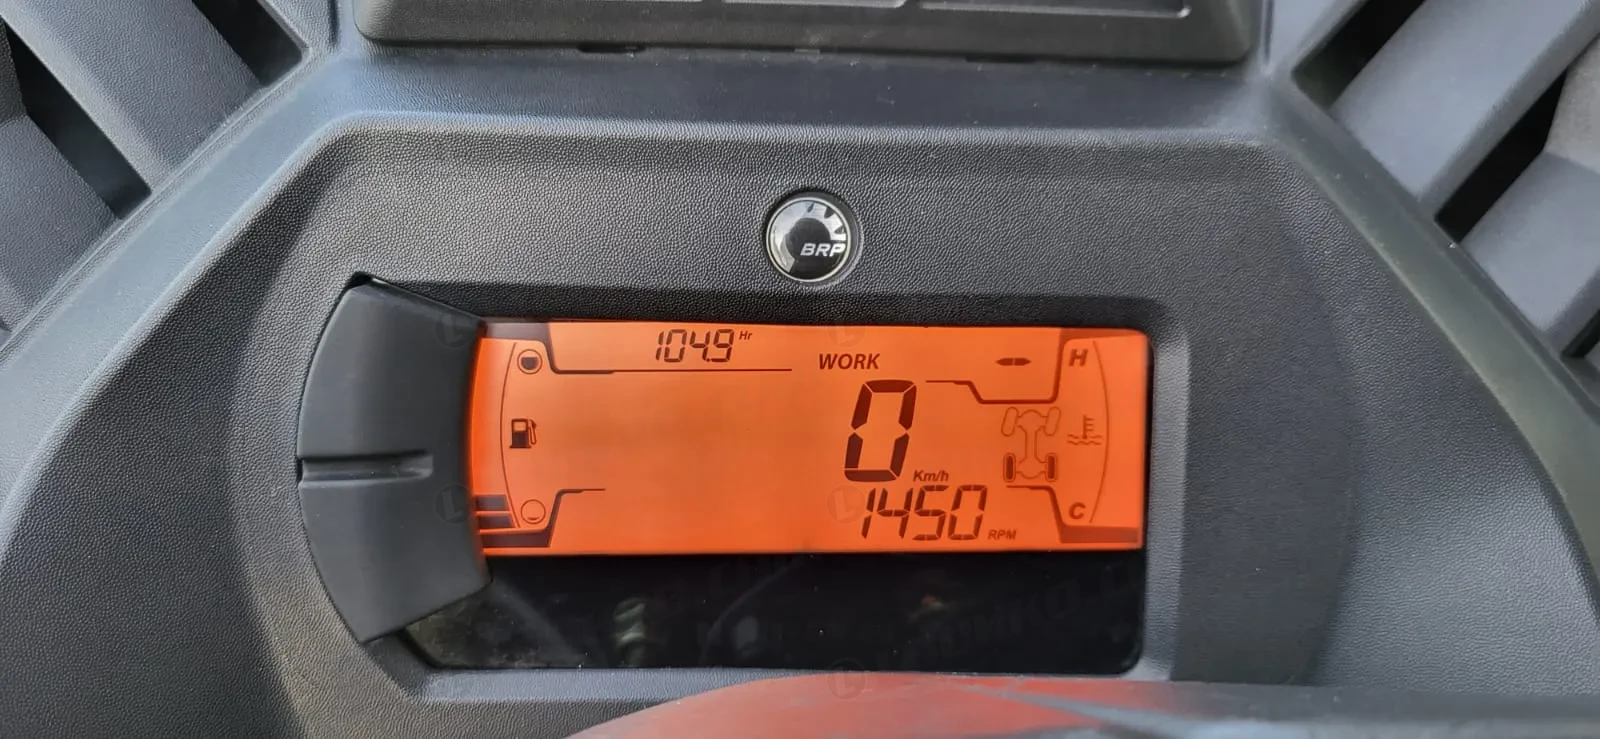 BRP
104.9 Hr
WORK
H
0 Km/h
1450 RPM
C